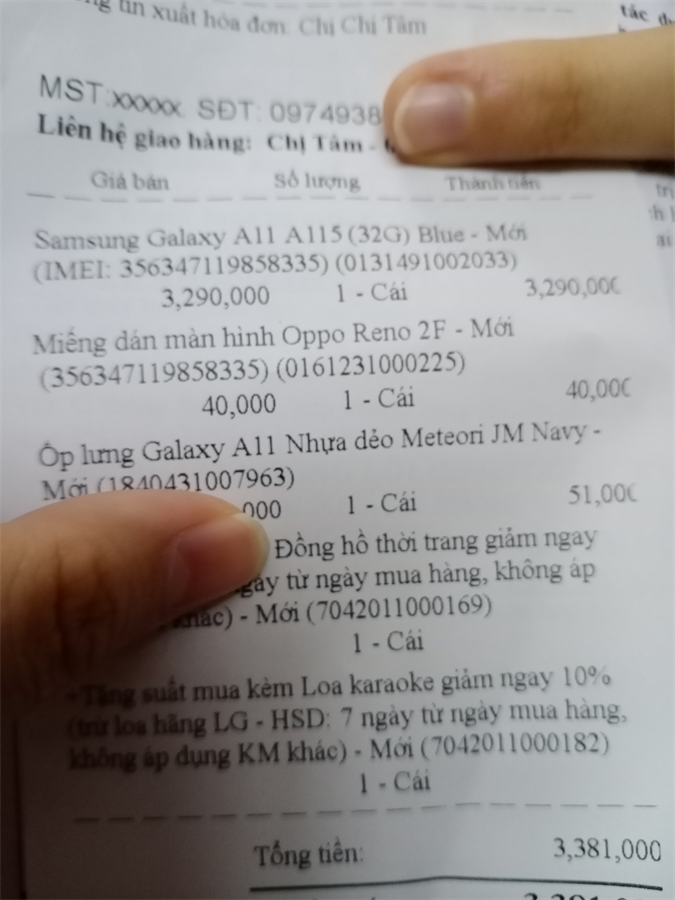 tin xuất hóa đơn: Chị Chị Tâm
tác
MST:xxxxx. SĐT: 0974938
Liên hệ giao hàng: Chị Tâm -
Giá bán Số lượng Thành tiền
Samsung Galaxy A11 A115 (32G) Blue - Mới
(IMEI: 356347119858335) (0131491002033)
3,290,000 1 - Cái 3,290,000
Miếng dán màn hình Oppo Reno 2F - Mới
(356347119858335) (0161231000225)
40,000 1 - Cái 40,000
Ốp lưng Galaxy A11 Nhựa dẻo Meteori JM Navy -
Mới (1840431007963)
000 1 - Cái 51,000
Đồng hồ thời trang giảm ngay
ngày từ ngày mua hàng, không áp
khác) - Mới (7042011000169)
1 - Cái
- Tặng suất mua kèm Loa karaoke giảm ngay 10%
(trừ loa hãng LG - HSD: 7 ngày từ ngày mua hàng,
không áp dụng KM khác) - Mới (7042011000182)
1 - Cái
Tổng tiền: 3,381,000